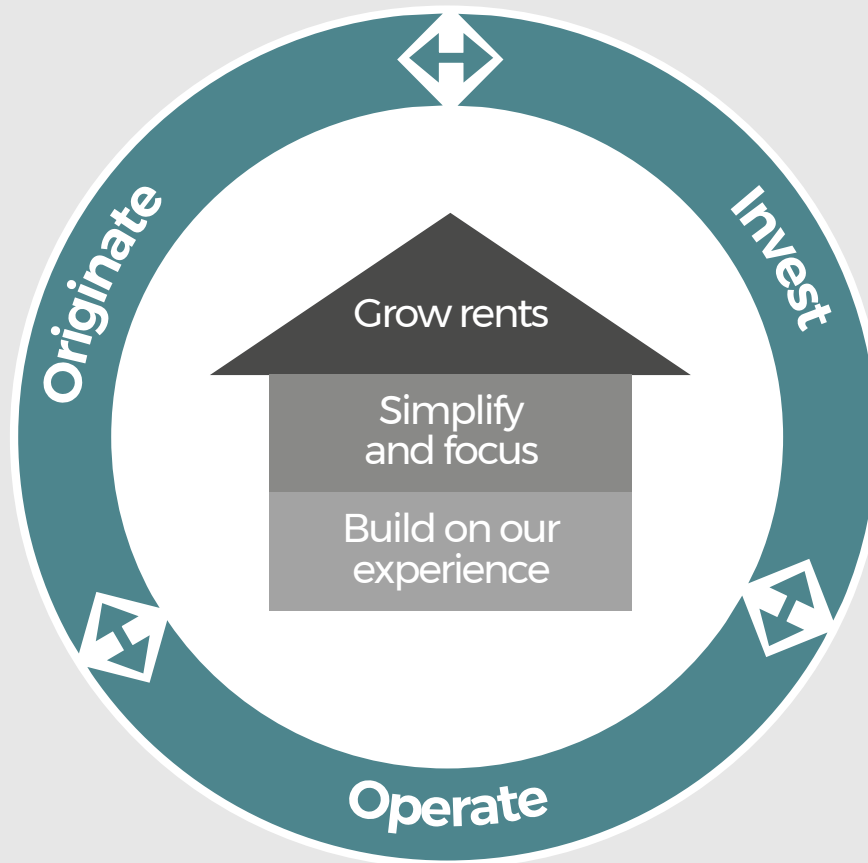 Originate
Invest
Grow rents
Simplify
and focus
Build on our
experience
Operate